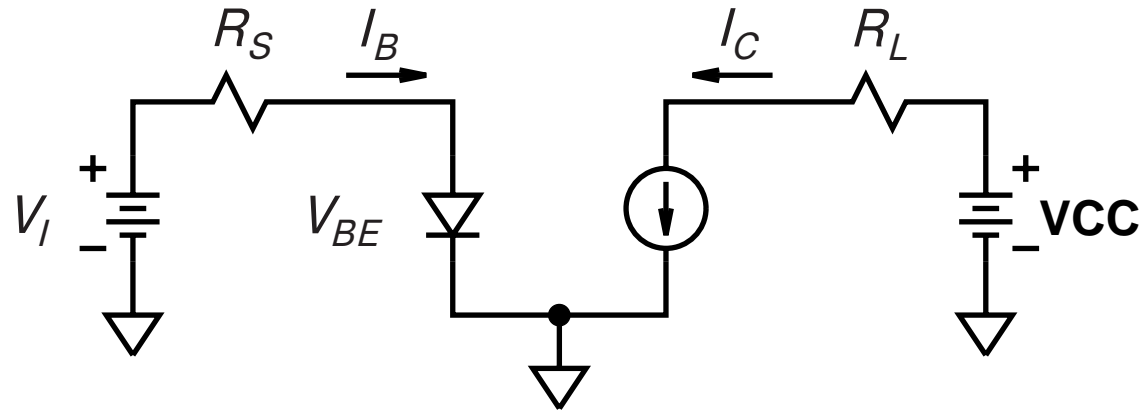 R_S I_B I_C R_L
+ +
V_I V_BE VCC
− −